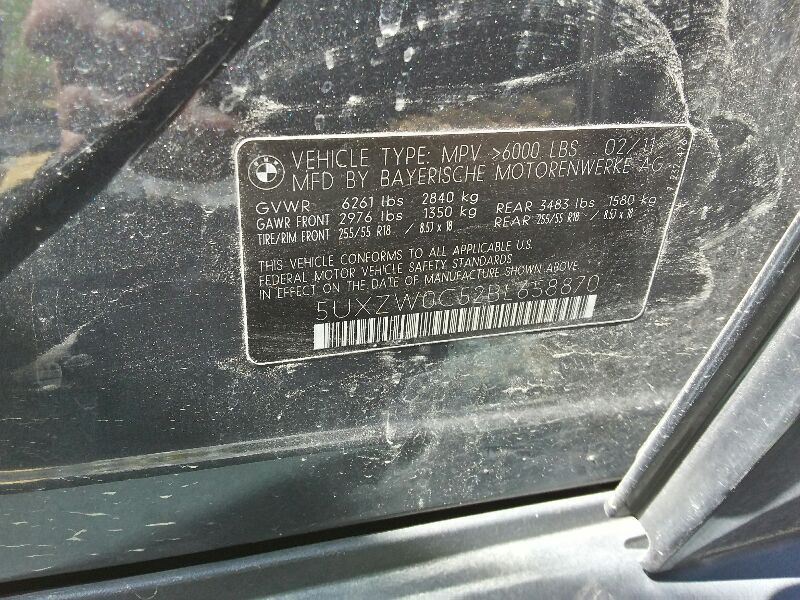 VEHICLE TYPE: MPV >6000 LBS 02/11
MFD BY BAYERISCHE MOTORENWERKE AG
GVWR 6261 lbs 2840 kg
GAWR FRONT 2976 lbs 1350 kg REAR 3483 lbs 1580 kg
TIRE/RIM FRONT 255/55 R18 / 8.5J x 18 REAR 255/55 R18 / 8.5J x 18
THIS VEHICLE CONFORMS TO ALL APPLICABLE U.S.
FEDERAL MOTOR VEHICLE SAFETY STANDARDS
IN EFFECT ON THE DATE OF MANUFACTURE SHOWN ABOVE
5UXZW0C52BL658870